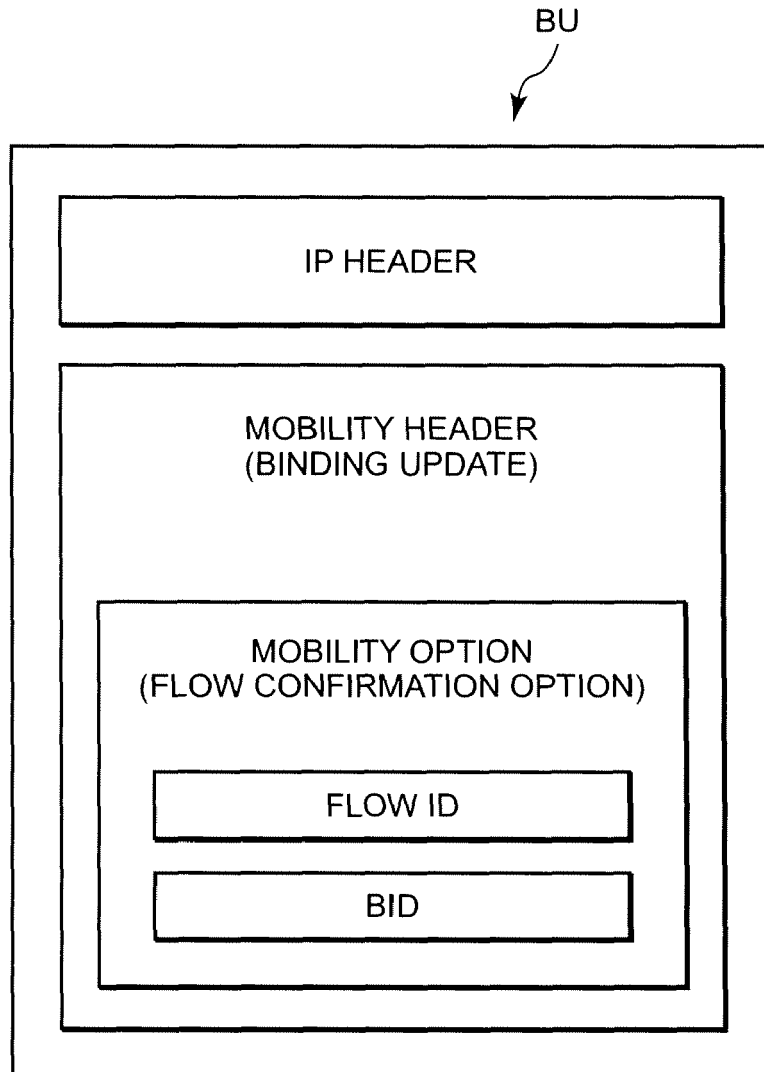 BU
IP HEADER
MOBILITY HEADER
(BINDING UPDATE)
MOBILITY OPTION
(FLOW CONFIRMATION OPTION)
FLOW ID
BID